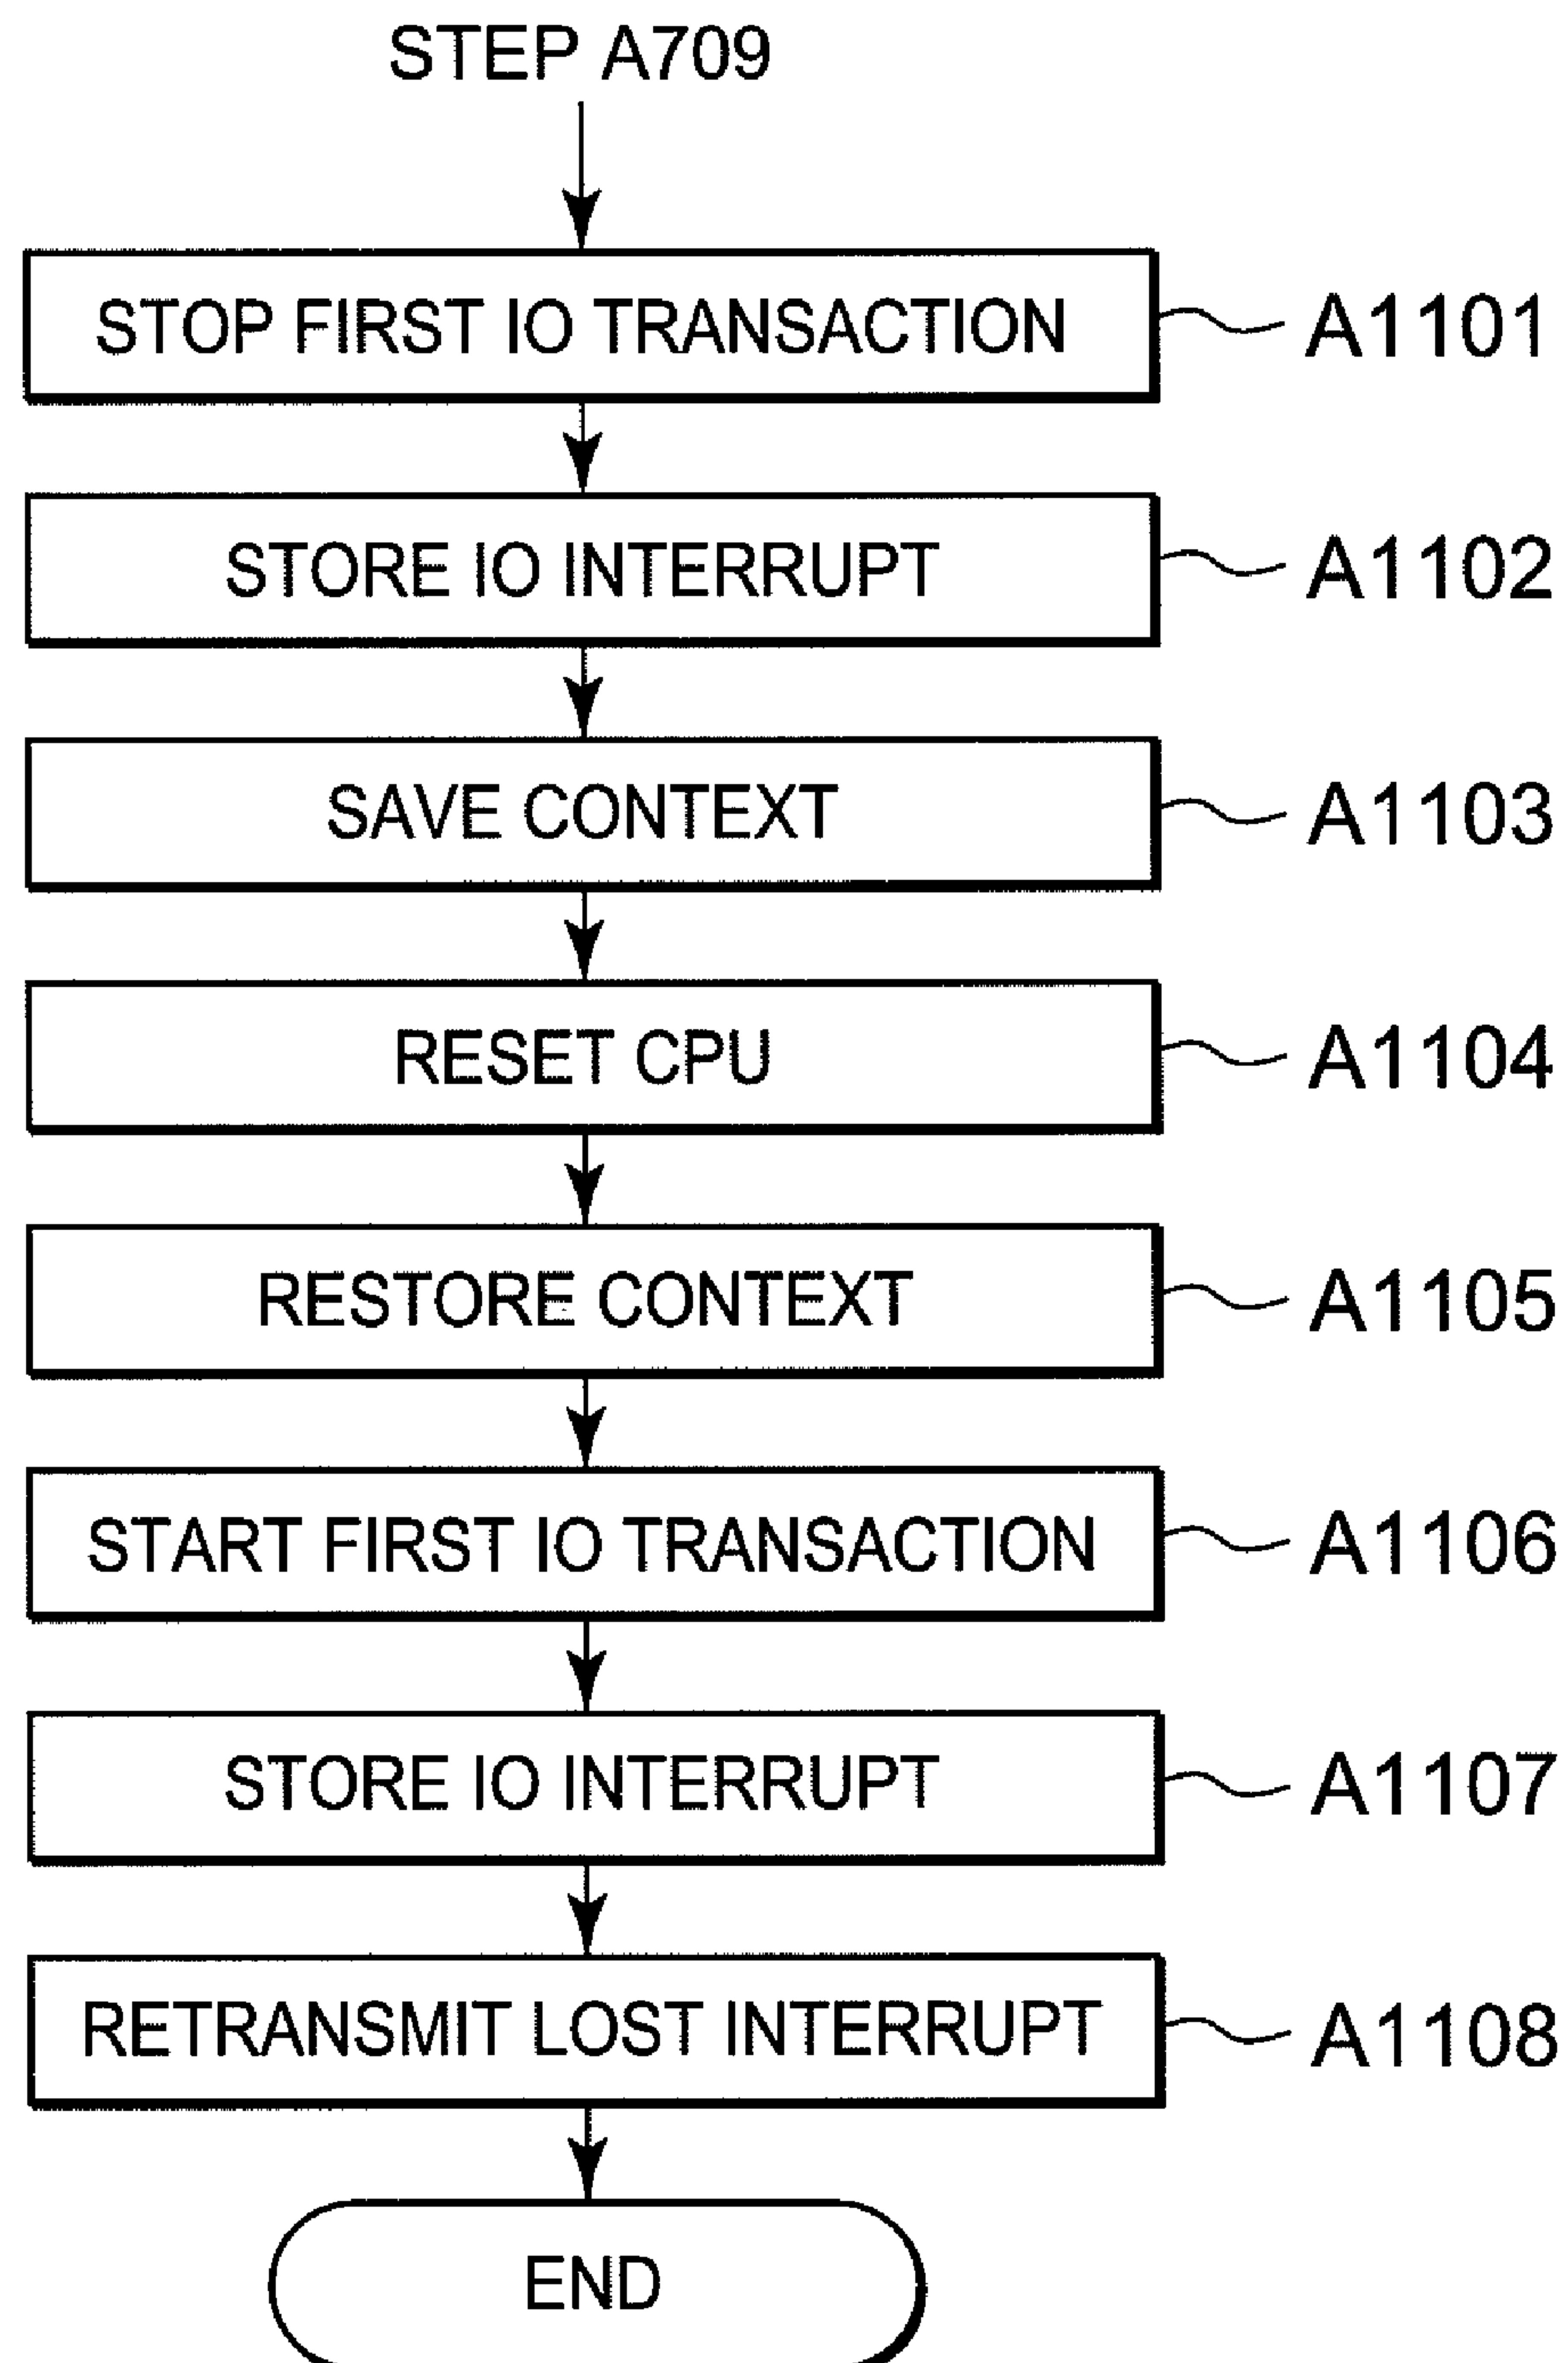 STEP A709
STOP FIRST IO TRANSACTION A1101
STORE IO INTERRUPT A1102
SAVE CONTEXT A1103
RESET CPU A1104
RESTORE CONTEXT A1105
START FIRST IO TRANSACTION A1106
STORE IO INTERRUPT A1107
RETRANSMIT LOST INTERRUPT A1108
END